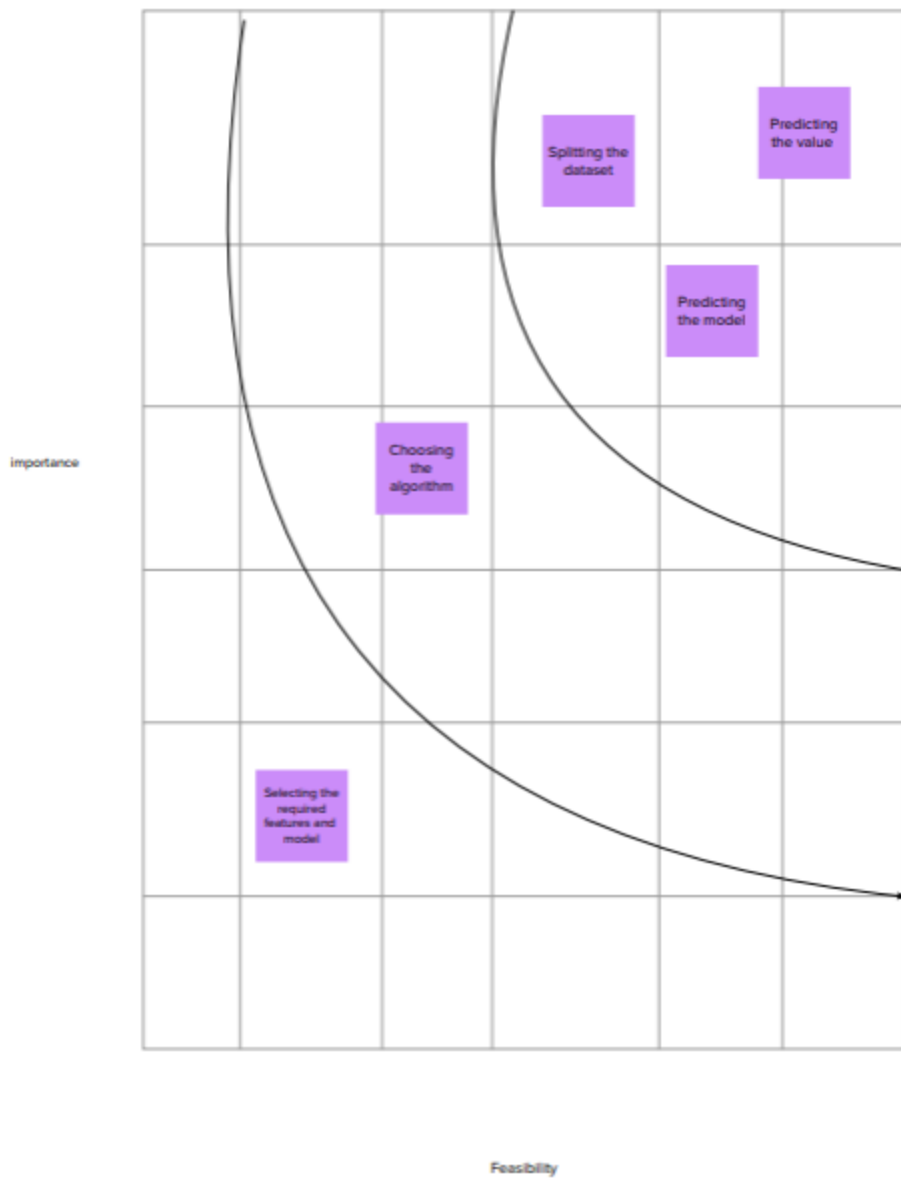 Predicting
the value
Splitting the
dataset
Predicting
the model
Choosing
the
algorithm
importance
Selecting the
required
features and
model
Feasibility